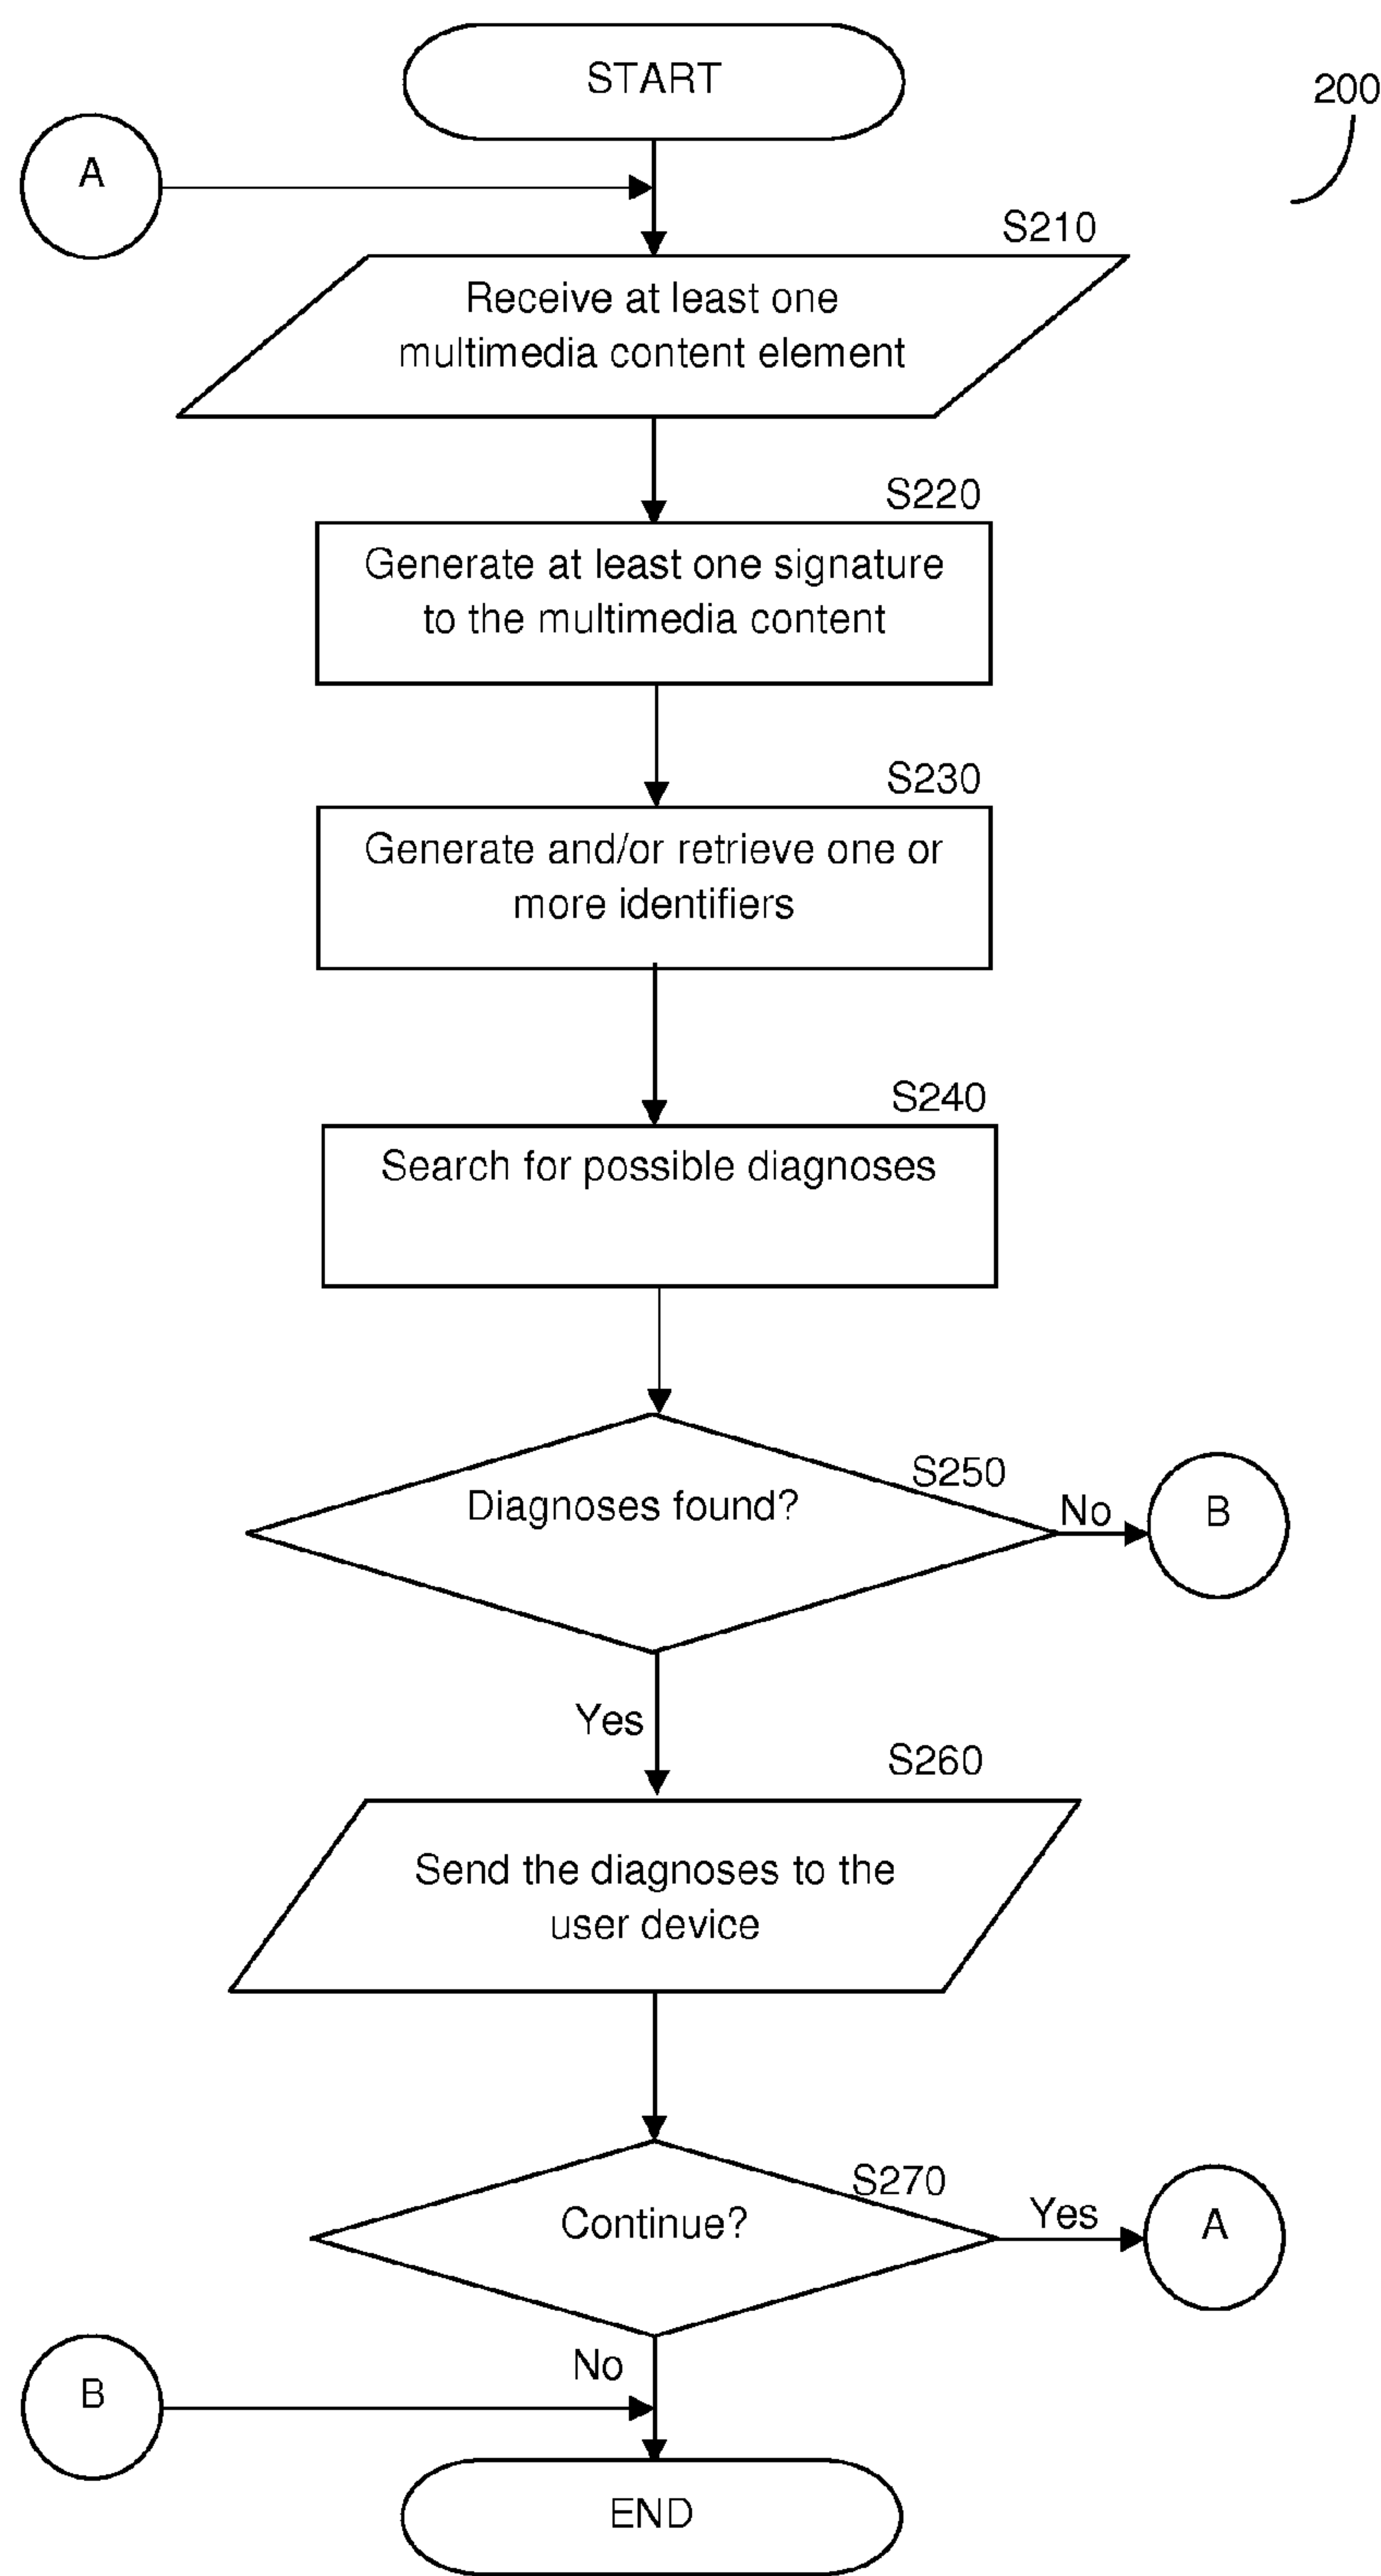 START
200
A
S210
Receive at least one
multimedia content element
S220
Generate at least one signature
to the multimedia content
S230
Generate and/or retrieve one or
more identifiers
S240
Search for possible diagnoses
S250
Diagnoses found?
No
B
Yes
S260
Send the diagnoses to the
user device
S270
Continue?
Yes
A
No
B
END